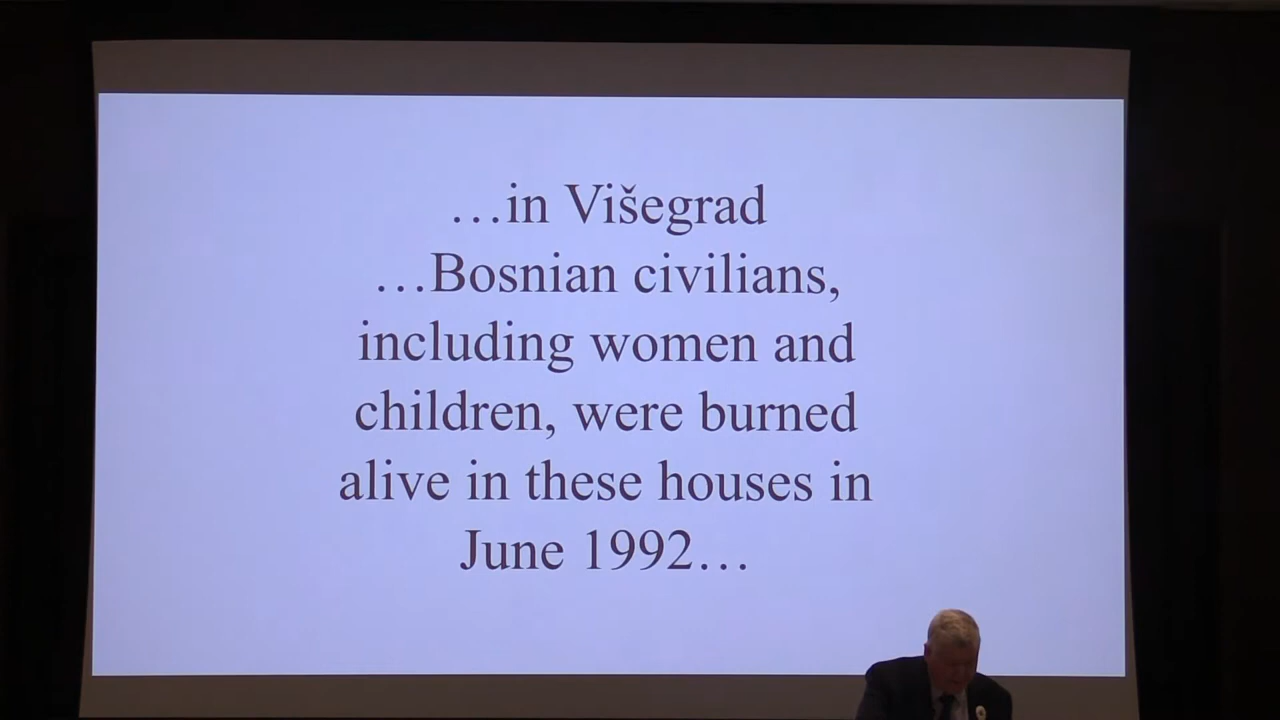 …in Višegrad
…Bosnian civilians,
including women and
children, were burned
alive in these houses in
June 1992…